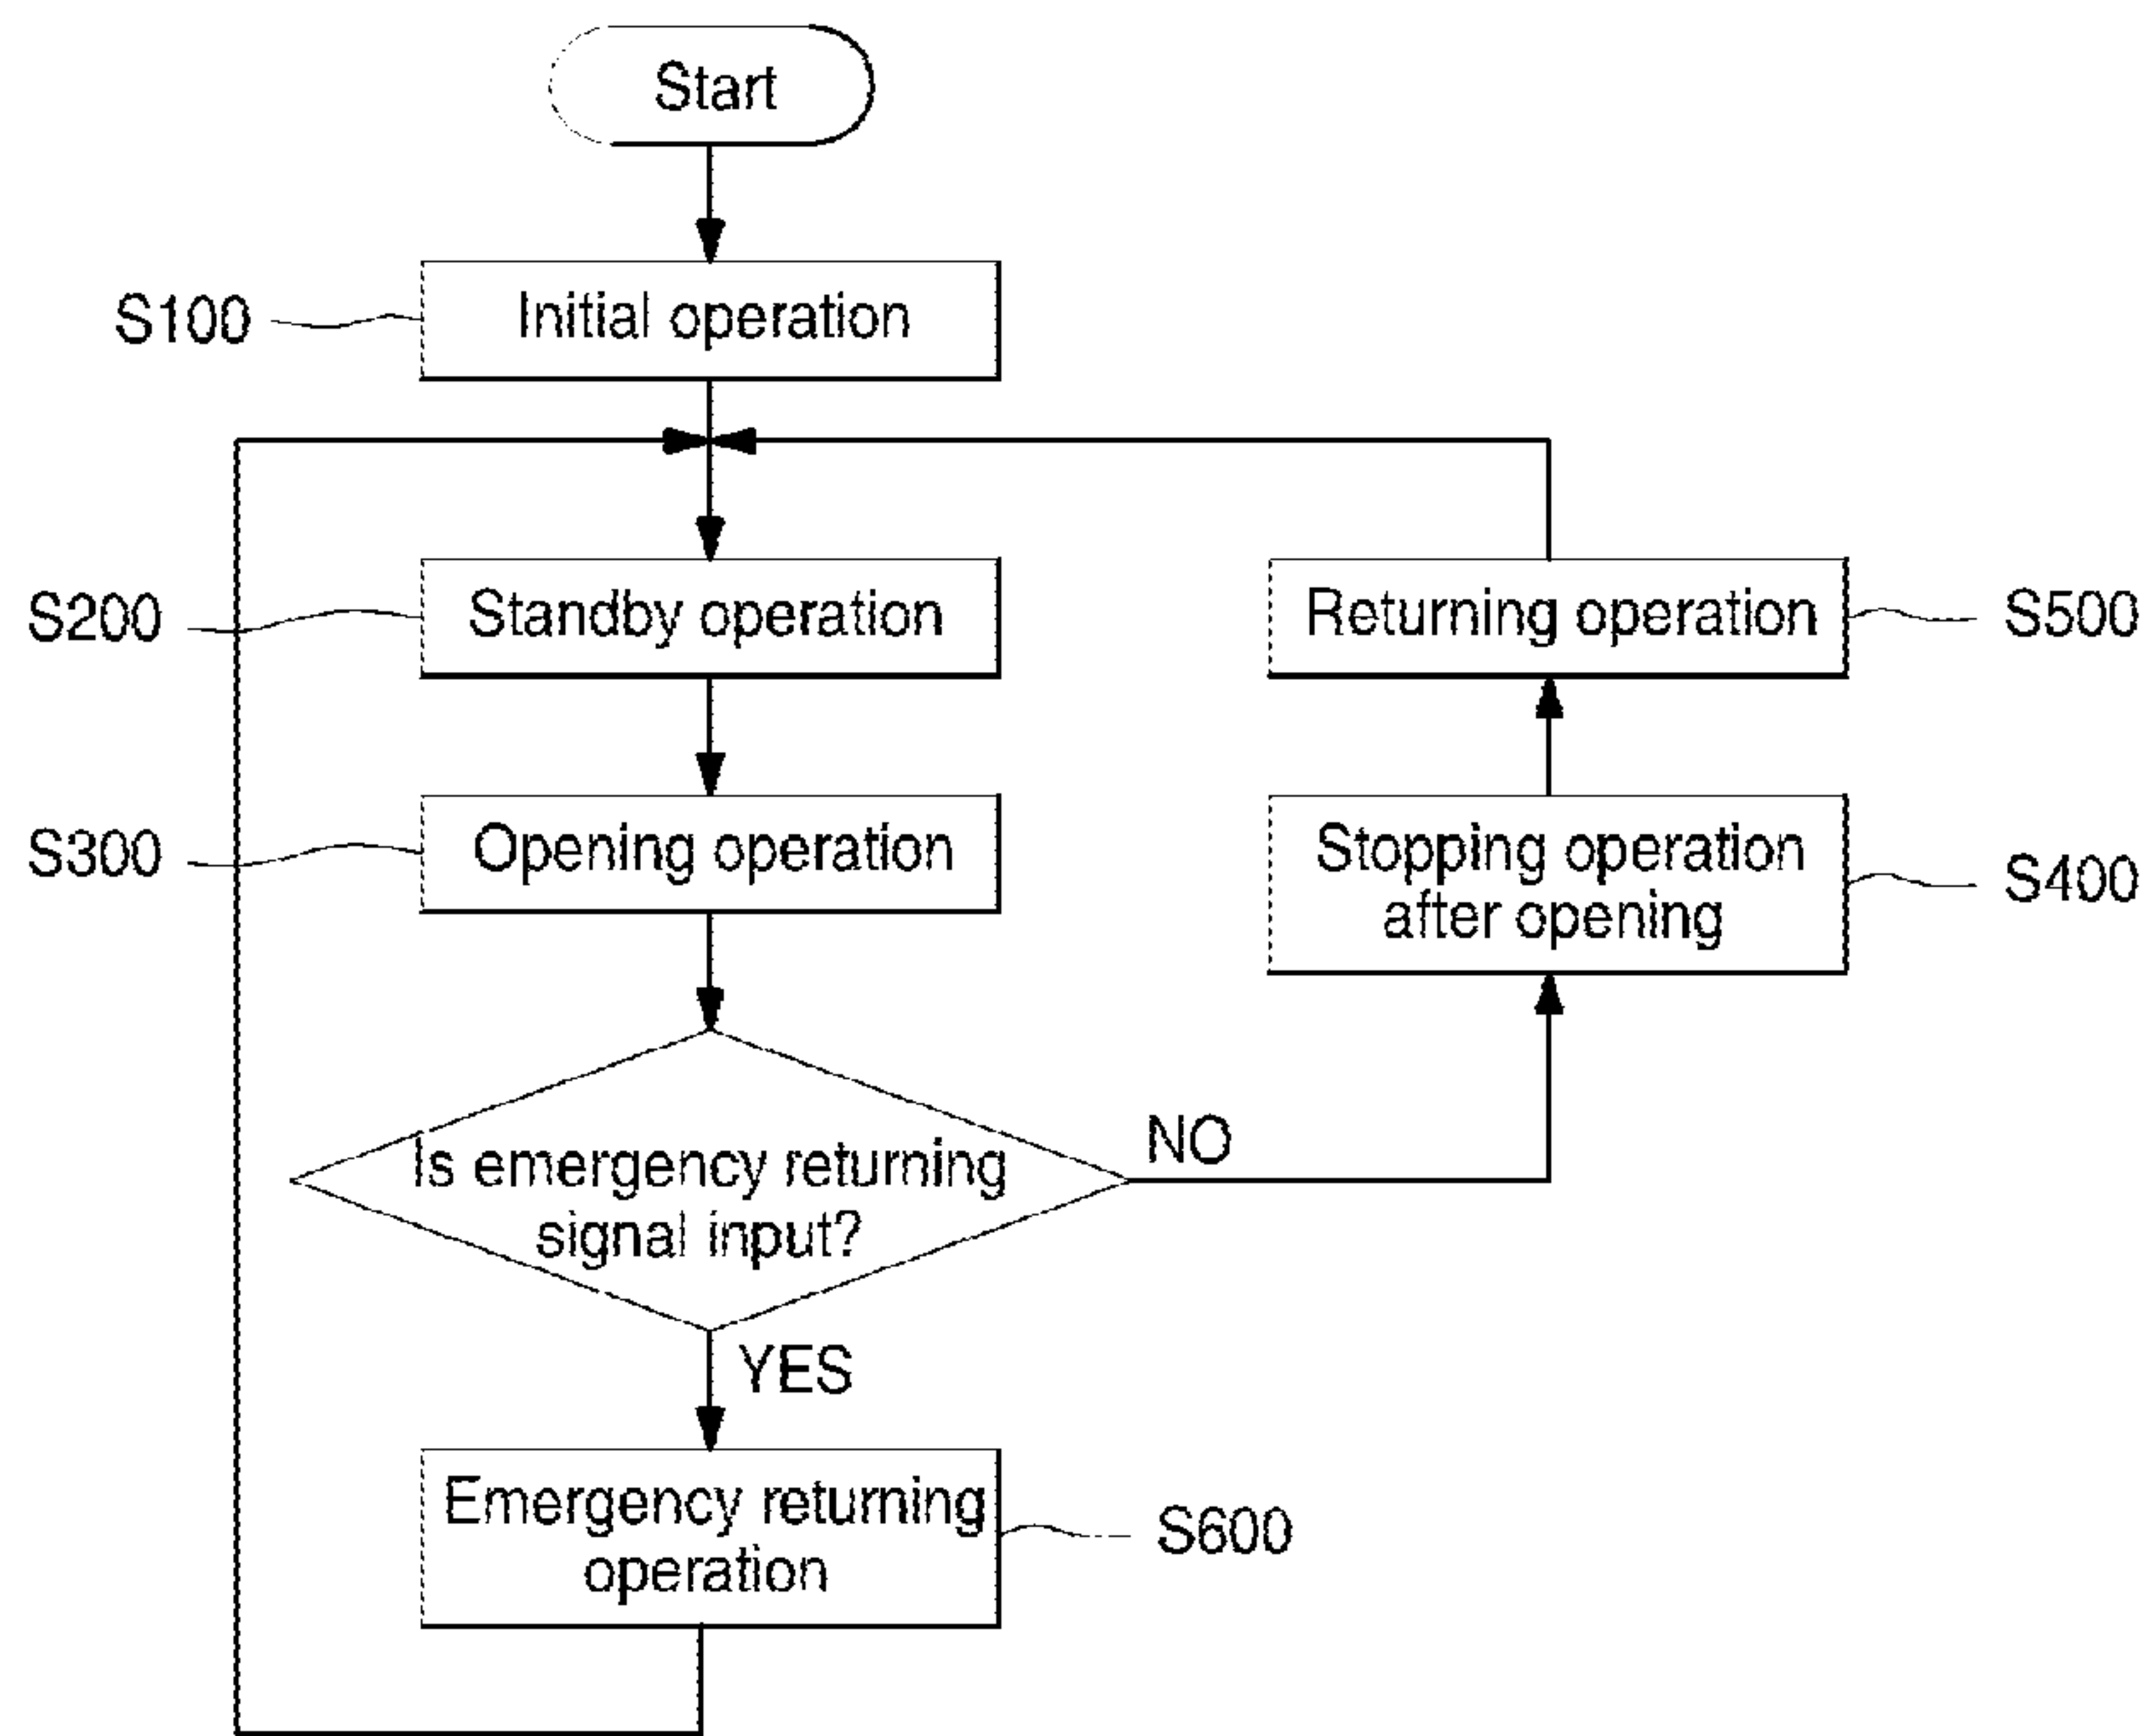 Start
S100
Initial operation
S200
Standby operation
Returning operation
S500
S300
Opening operation
Stopping operation
after opening
S400
Is emergency returning
signal input?
NO
YES
Emergency returning
operation
S600